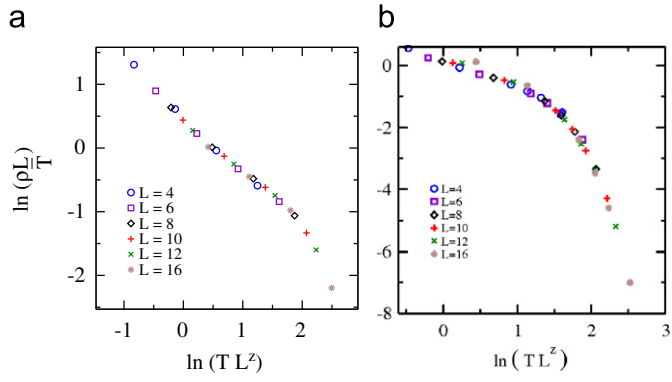 a
1
0
-1
-2
-1
0
1
2
ln (ρL/T)
ln (T L^z)
L = 4
L = 6
L = 8
L = 10
L = 12
L = 16
b
0
-2
-4
-6
-8
0
1
2
3
ln ( T L^z )
L=4
L=6
L=8
L=10
L=12
L=16